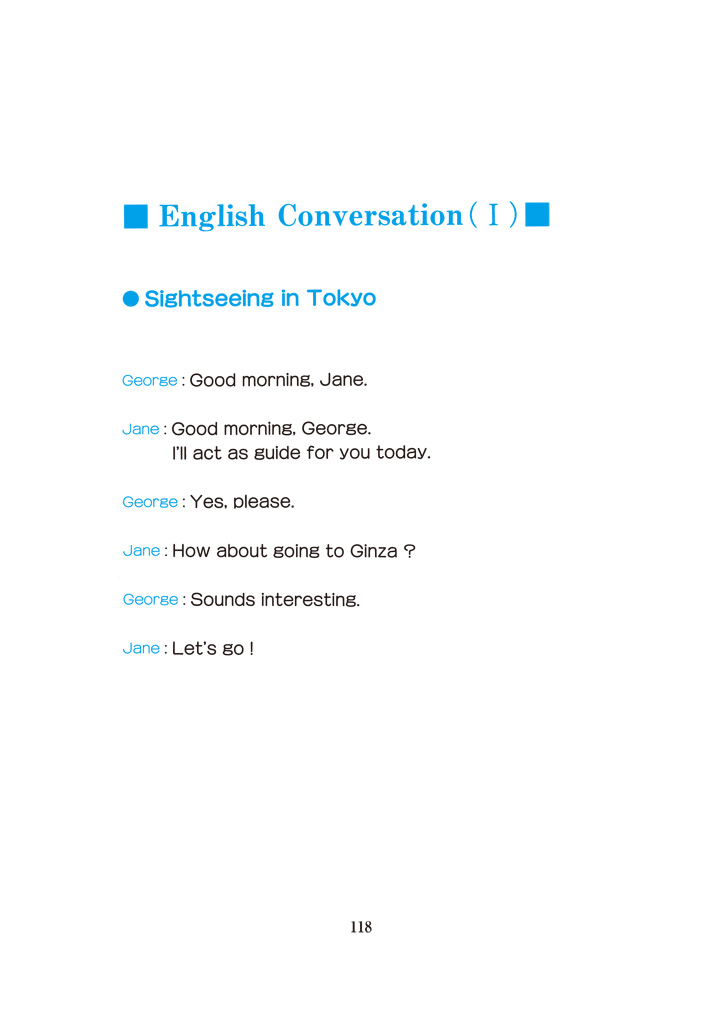 ■ English Conversation(Ⅰ)■
● Sightseeing in Tokyo
George : Good morning, Jane.
Jane : Good morning, George.
I'll act as guide for you today.
George : Yes, please.
Jane : How about going to Ginza ?
George : Sounds interesting.
Jane : Let's go !
118